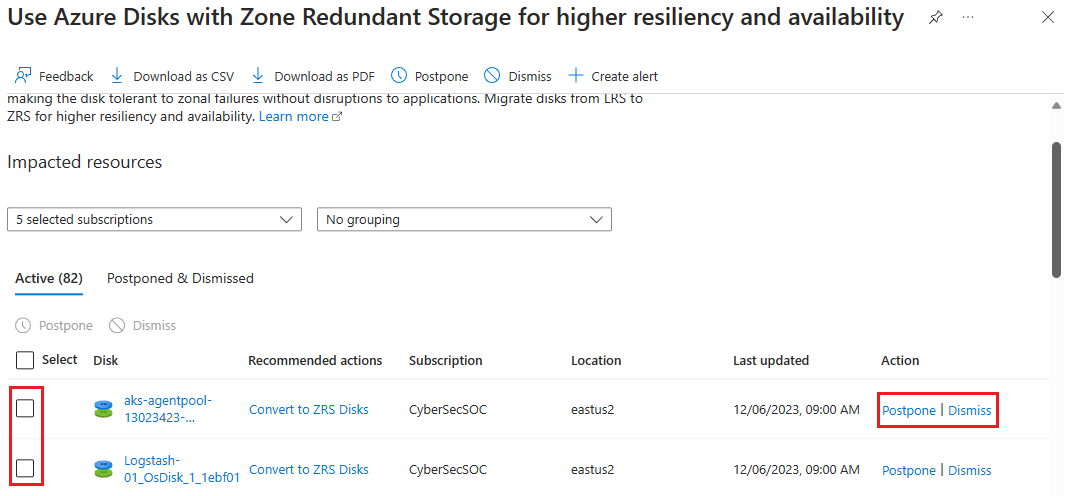 Use Azure Disks with Zone Redundant Storage for higher resiliency and availability
Feedback Download as CSV Download as PDF Postpone Dismiss Create alert
making the disk tolerant to zonal failures without disruptions to applications. Migrate disks from LRS to
ZRS for higher resiliency and availability. Learn more
Impacted resources
5 selected subscriptions No grouping
Active (82) Postponed & Dismissed
Postpone Dismiss
Select Disk Recommended actions Subscription Location Last updated Action
aks-agentpool-
13023423-... Convert to ZRS Disks CyberSecSOC eastus2 12/06/2023, 09:00 AM Postpone | Dismiss
Logstash-
01_OsDisk_1_1ebf01 Convert to ZRS Disks CyberSecSOC eastus2 12/06/2023, 09:00 AM Postpone | Dismiss